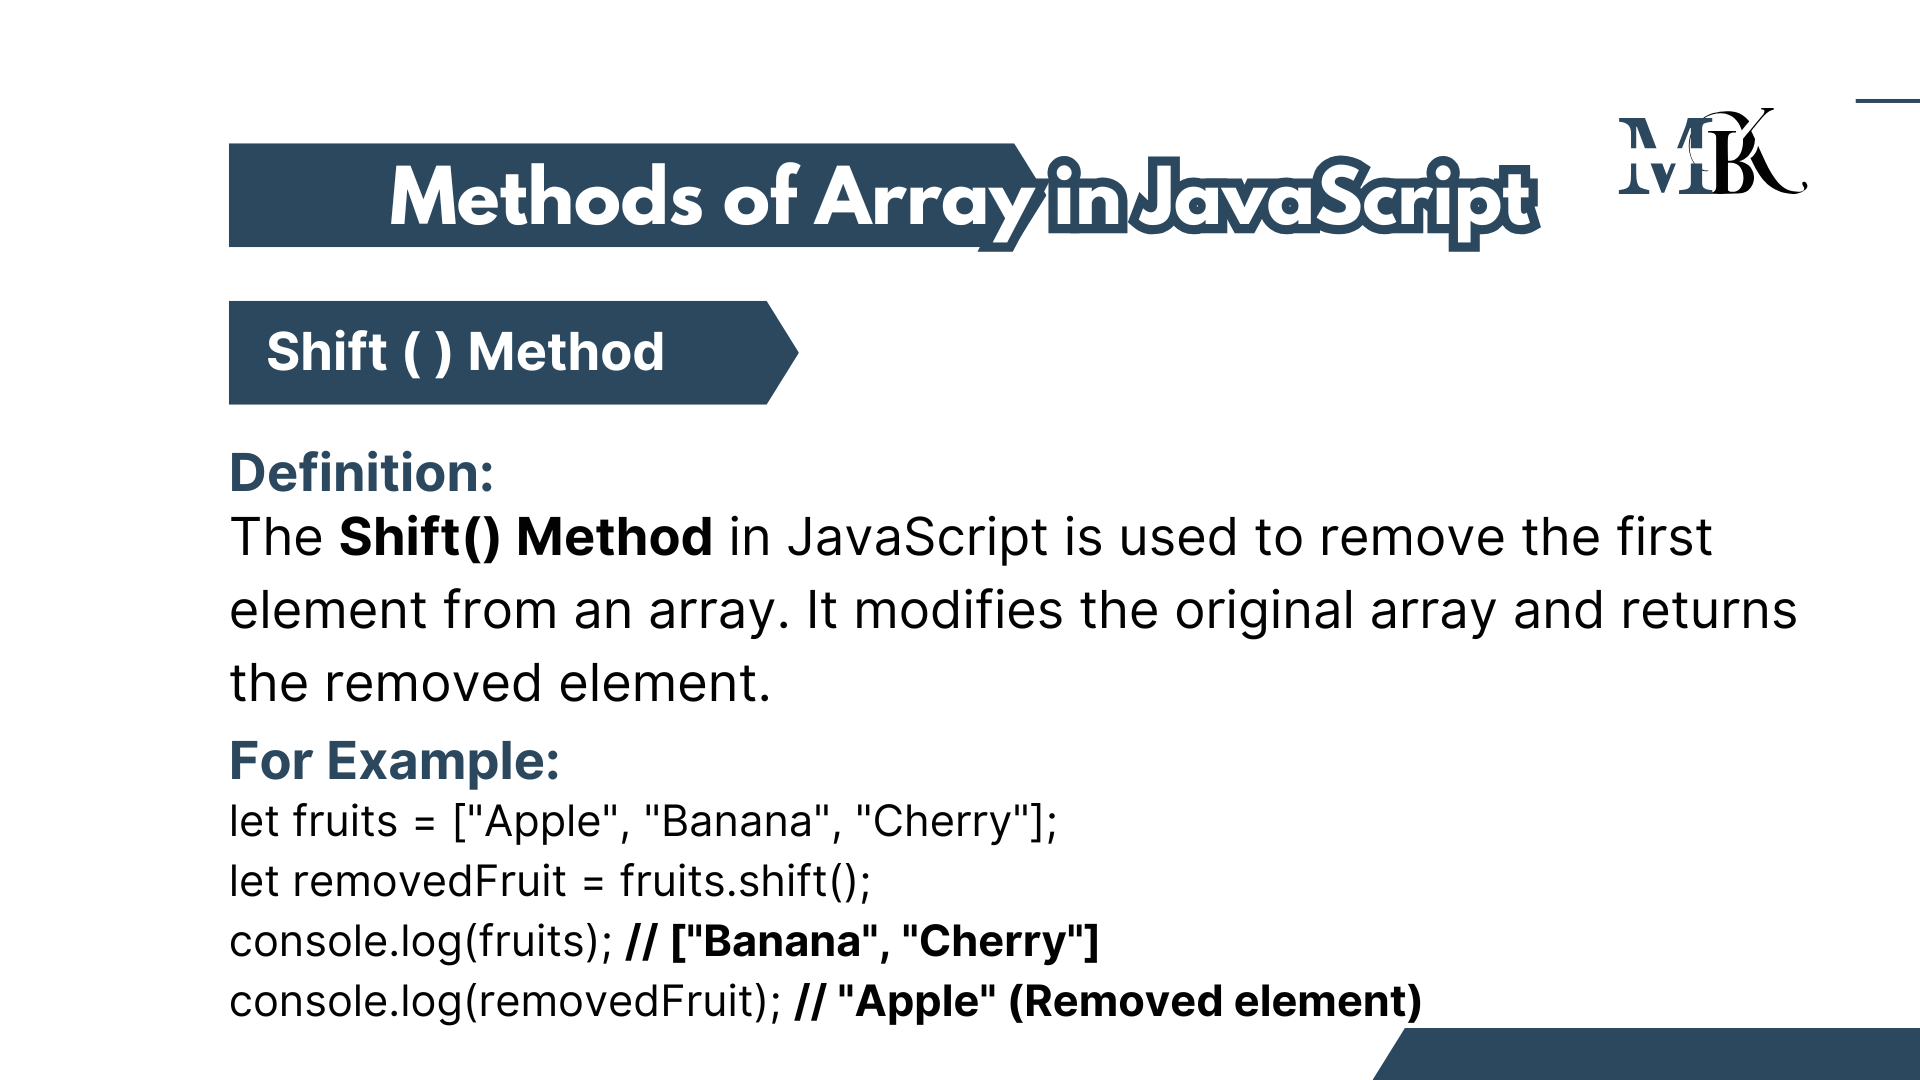 Methods of Array in JavaScript
MBK
Shift ( ) Method
Definition:
The Shift() Method in JavaScript is used to remove the first
element from an array. It modifies the original array and returns
the removed element.
For Example:
let fruits = ["Apple", "Banana", "Cherry"];
let removedFruit = fruits.shift();
console.log(fruits); // ["Banana", "Cherry"]
console.log(removedFruit); // "Apple" (Removed element)